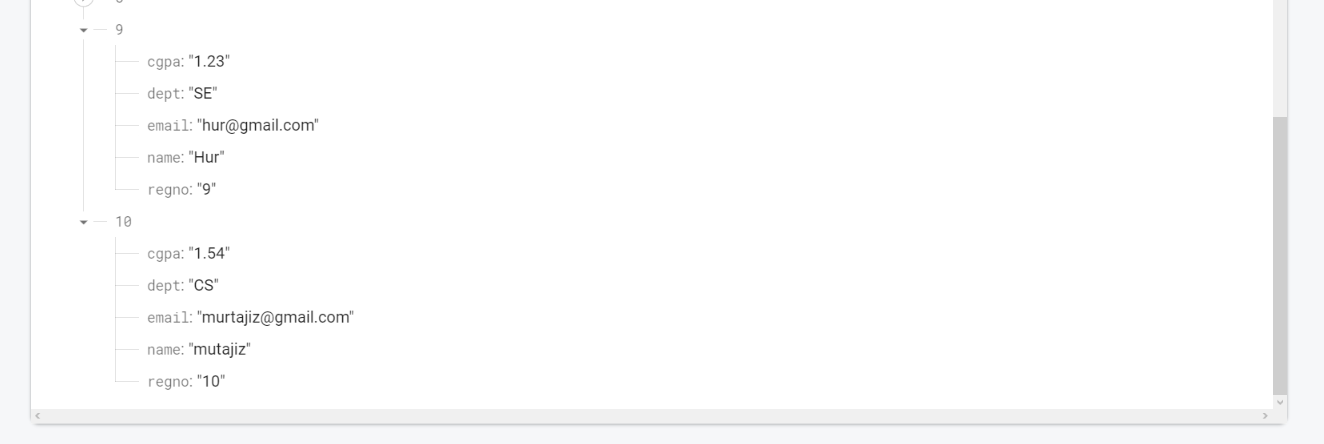 9
cgpa: "1.23"
dept: "SE"
email: "hur@gmail.com"
name: "Hur"
regno: "9"
10
cgpa: "1.54"
dept: "CS"
email: "murtajiz@gmail.com"
name: "mutajiz"
regno: "10"